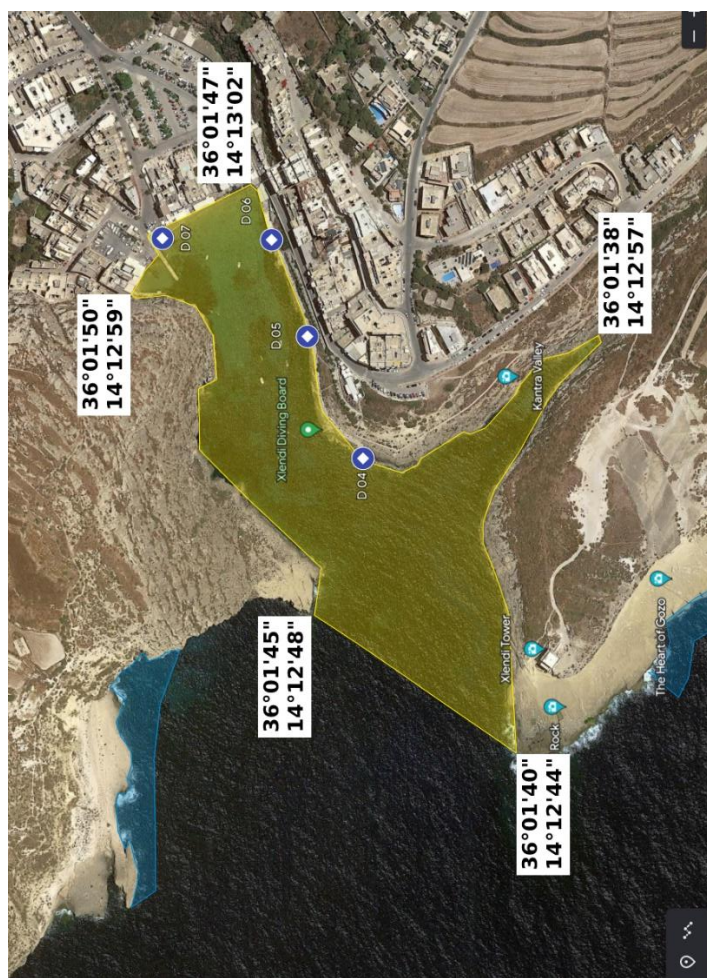 36°01'50"
14°12'59"
36°01'47"
14°13'02"
D 07
D 06
D 05
Xlendi Diving Board
D 04
36°01'38"
14°12'57"
Kantra Valley
36°01'45"
14°12'48"
Xlendi Tower
The Heart of Gozo
Rock
36°01'40"
14°12'44"